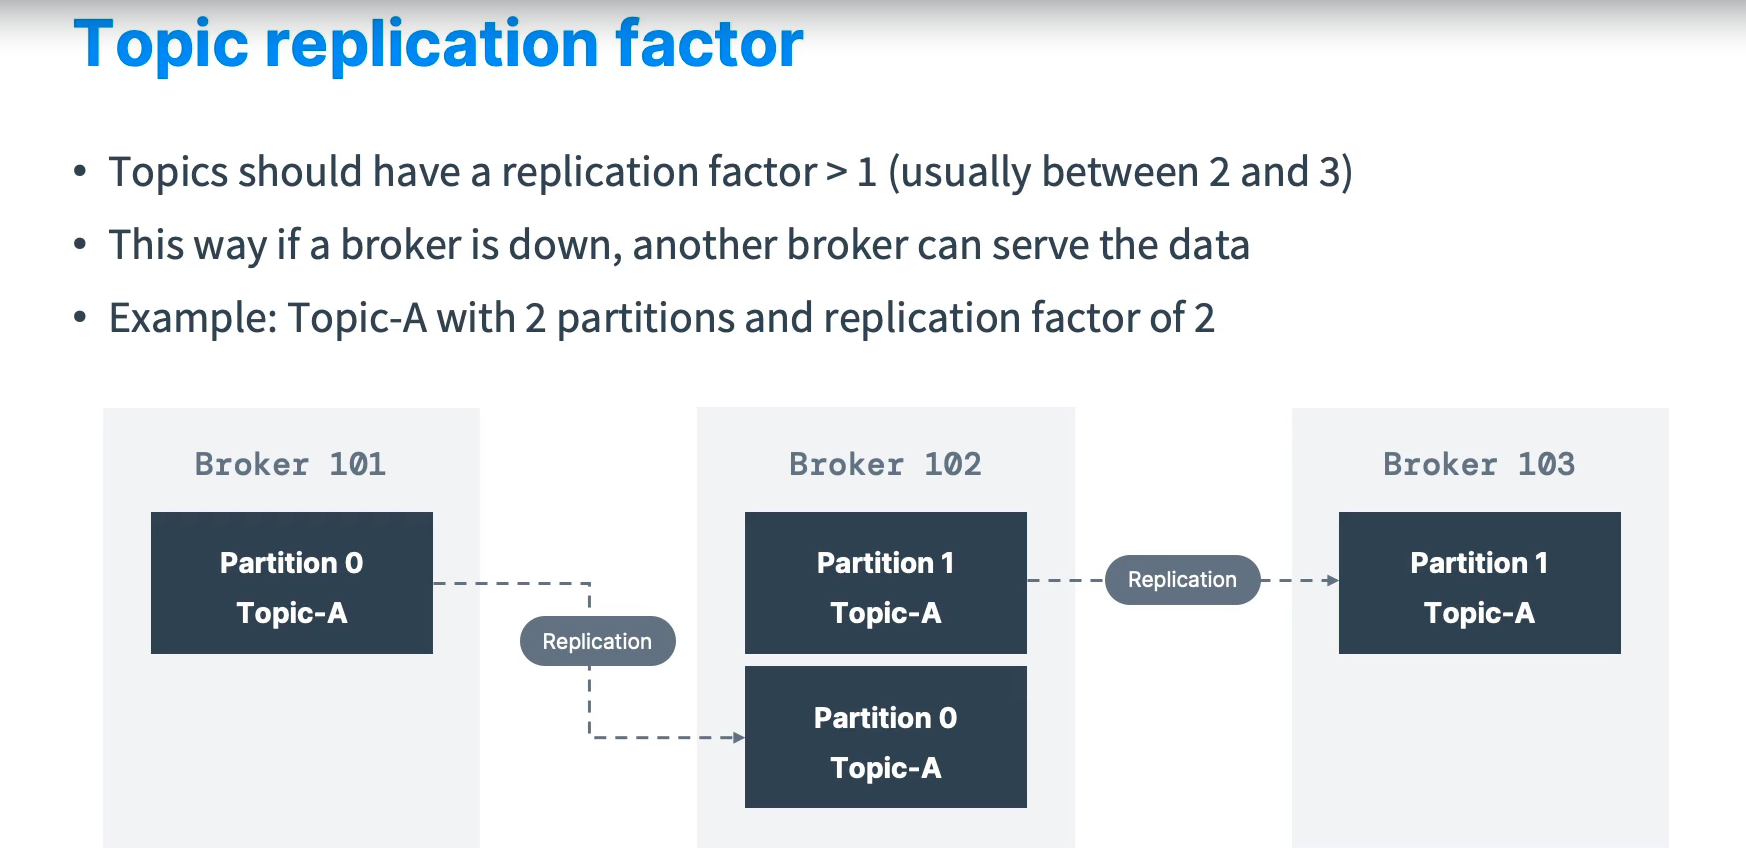 Topic replication factor
• Topics should have a replication factor > 1 (usually between 2 and 3)
• This way if a broker is down, another broker can serve the data
• Example: Topic-A with 2 partitions and replication factor of 2
Broker 101
Partition 0
Topic-A
Replication
Broker 102
Partition 1
Topic-A
Partition 0
Topic-A
Replication
Broker 103
Partition 1
Topic-A